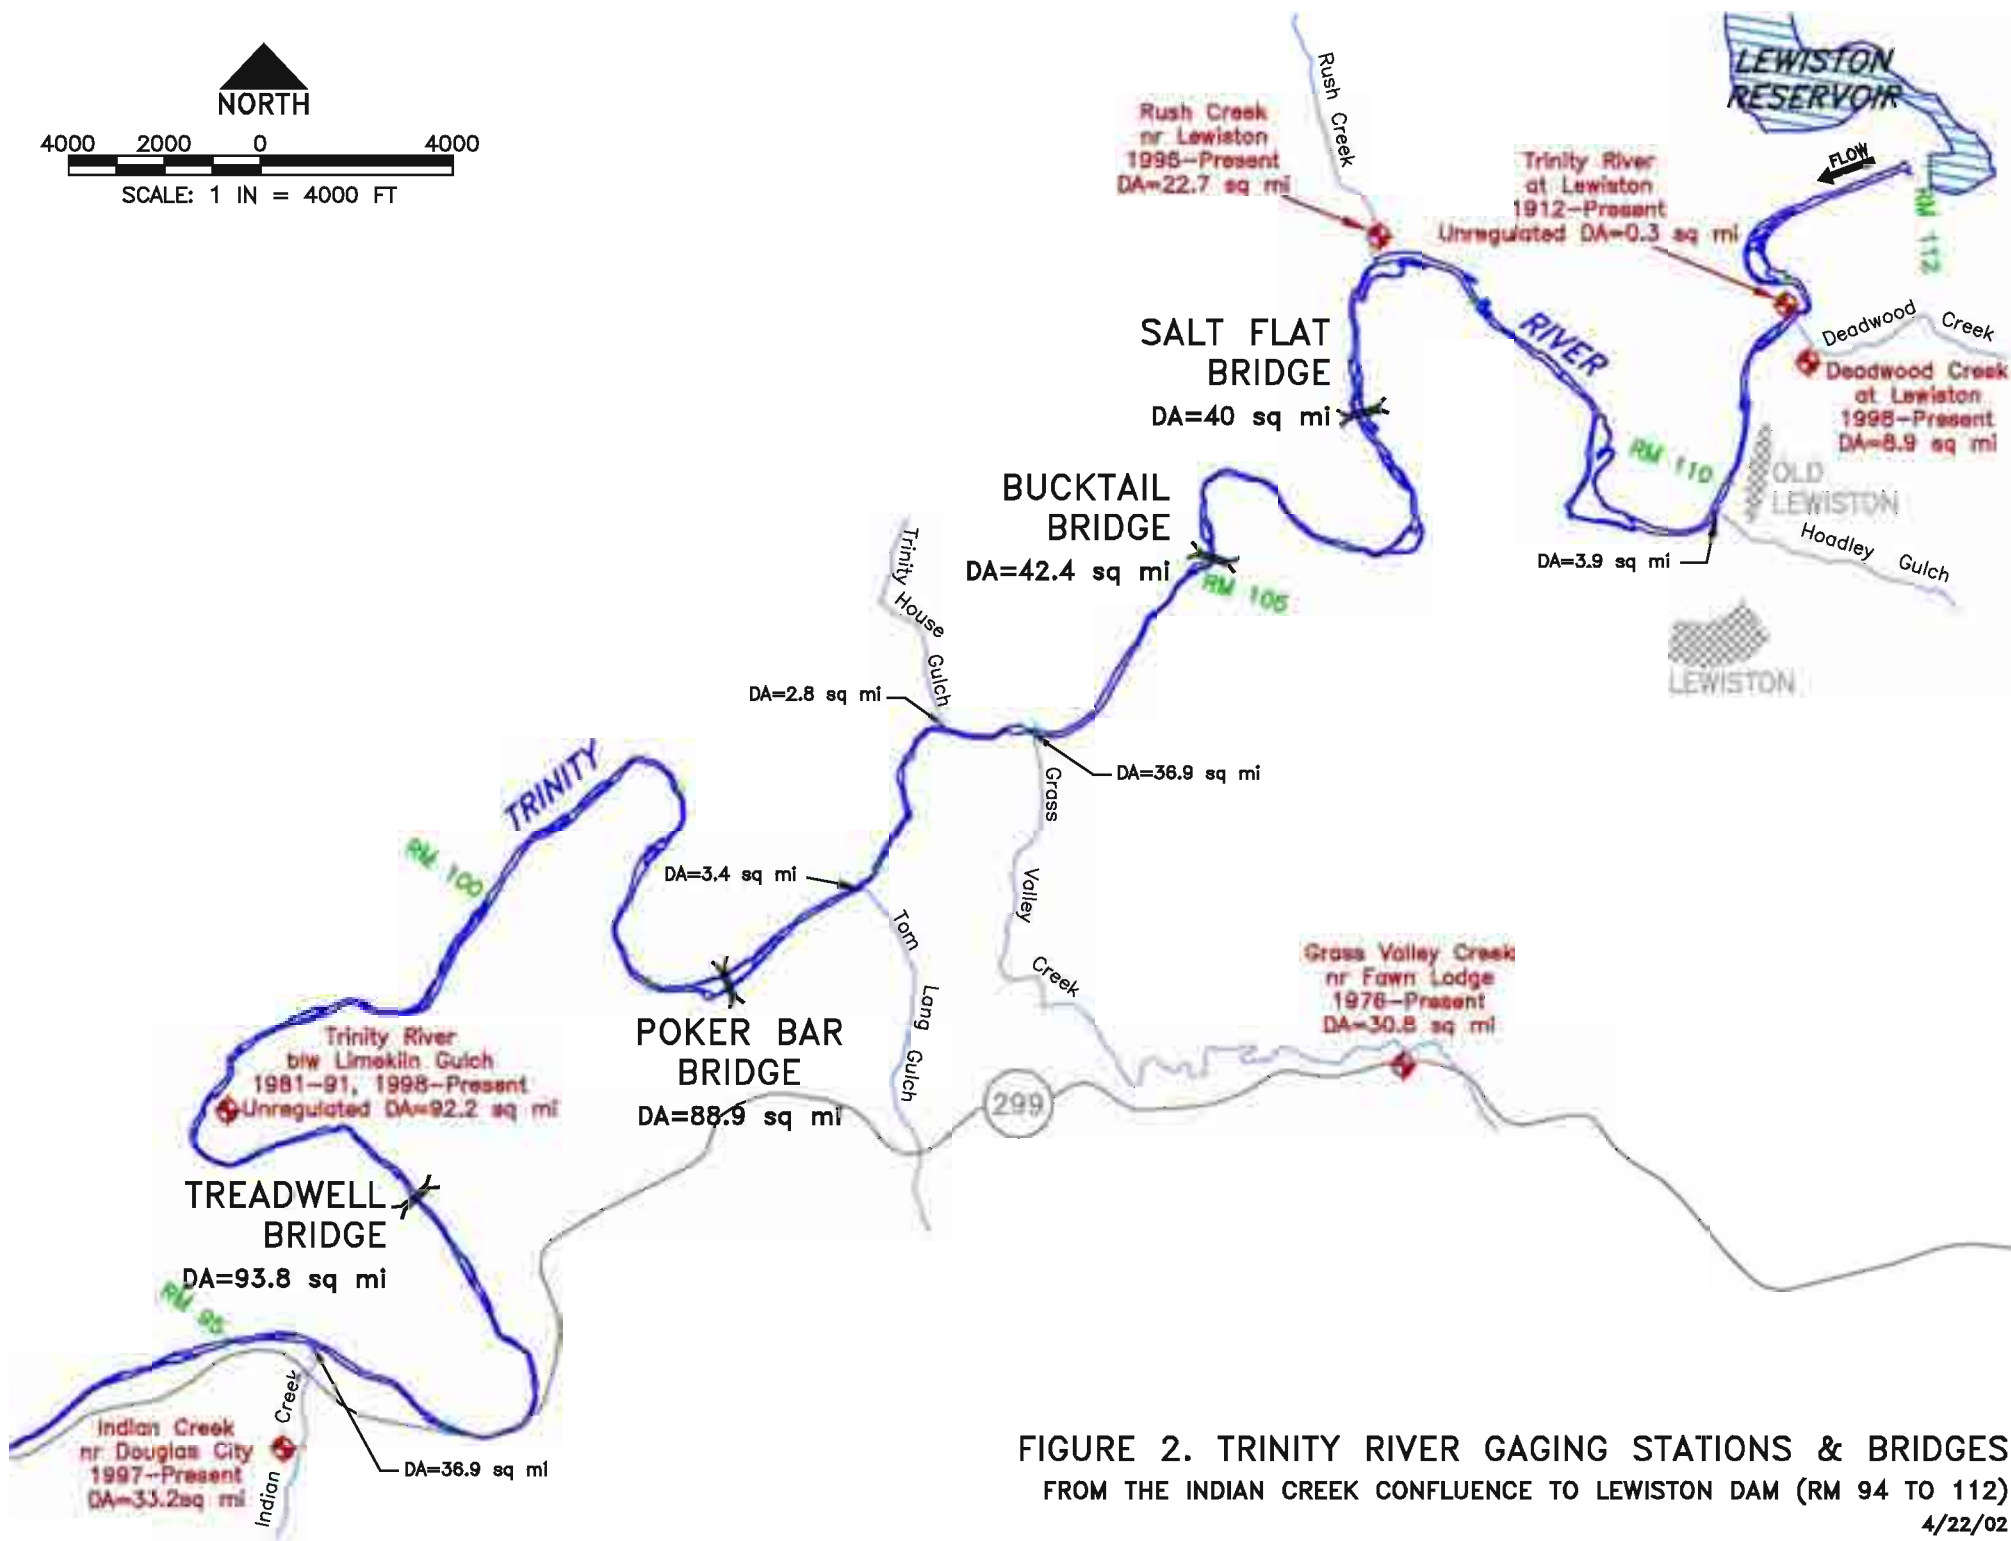 NORTH
4000 2000 0 4000
SCALE: 1 IN = 4000 FT
LEWISTON
RESERVOIR
FLOW
RM 112
Rush Creek
Rush Creek
nr Lewiston
1996-Present
DA=22.7 sq mi
Trinity River
at Lewiston
1912-Present
Unregulated DA=0.3 sq mi
Deadwood Creek
Deadwood Creek
at Lewiston
1998-Present
DA=8.9 sq mi
SALT FLAT
BRIDGE
DA=40 sq mi
RIVER
RM 110
OLD
LEWISTON
Hoadley Gulch
DA=3.9 sq mi
LEWISTON
BUCKTAIL
BRIDGE
DA=42.4 sq mi
RM 105
Trinity House Gulch
DA=2.8 sq mi
DA=36.9 sq mi
Grass Valley Creek
TRINITY
RM 100
DA=3.4 sq mi
Tom Lang Gulch
Grass Valley Creek
nr Fawn Lodge
1976-Present
DA=30.8 sq mi
299
POKER BAR
BRIDGE
DA=88.9 sq mi
Trinity River
blw Limekiln Gulch
1981-91, 1998-Present
Unregulated DA=92.2 sq mi
TREADWELL
BRIDGE
DA=93.8 sq mi
RM 95
Indian Creek
nr Douglas City
1997-Present
DA=33.2sq mi
Indian Creek
DA=36.9 sq mi
FIGURE 2. TRINITY RIVER GAGING STATIONS & BRIDGES
FROM THE INDIAN CREEK CONFLUENCE TO LEWISTON DAM (RM 94 TO 112)
4/22/02